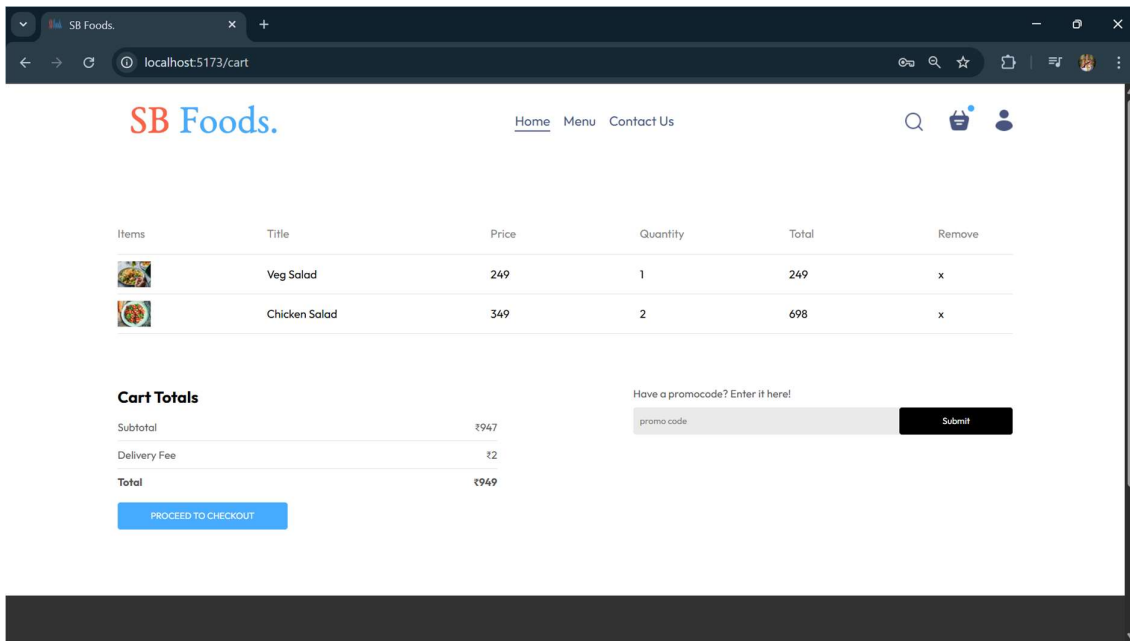 SB Foods.
localhost:5173/cart
SB Foods.
Home Menu Contact Us
Items Title Price Quantity Total Remove
Veg Salad 249 1 249 x
Chicken Salad 349 2 698 x
Cart Totals
Have a promocode? Enter it here!
Subtotal ₹947
promo code Submit
Delivery Fee ₹2
Total ₹949
PROCEED TO CHECKOUT